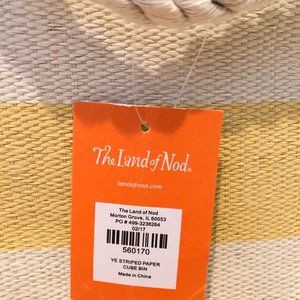 The Land of Nod®
landofnod.com
The Land of Nod
Morton Grove, IL 60053
PO # 499-3236264
02/17
560170
YE STRIPED PAPER
CUBE BIN
Made in China